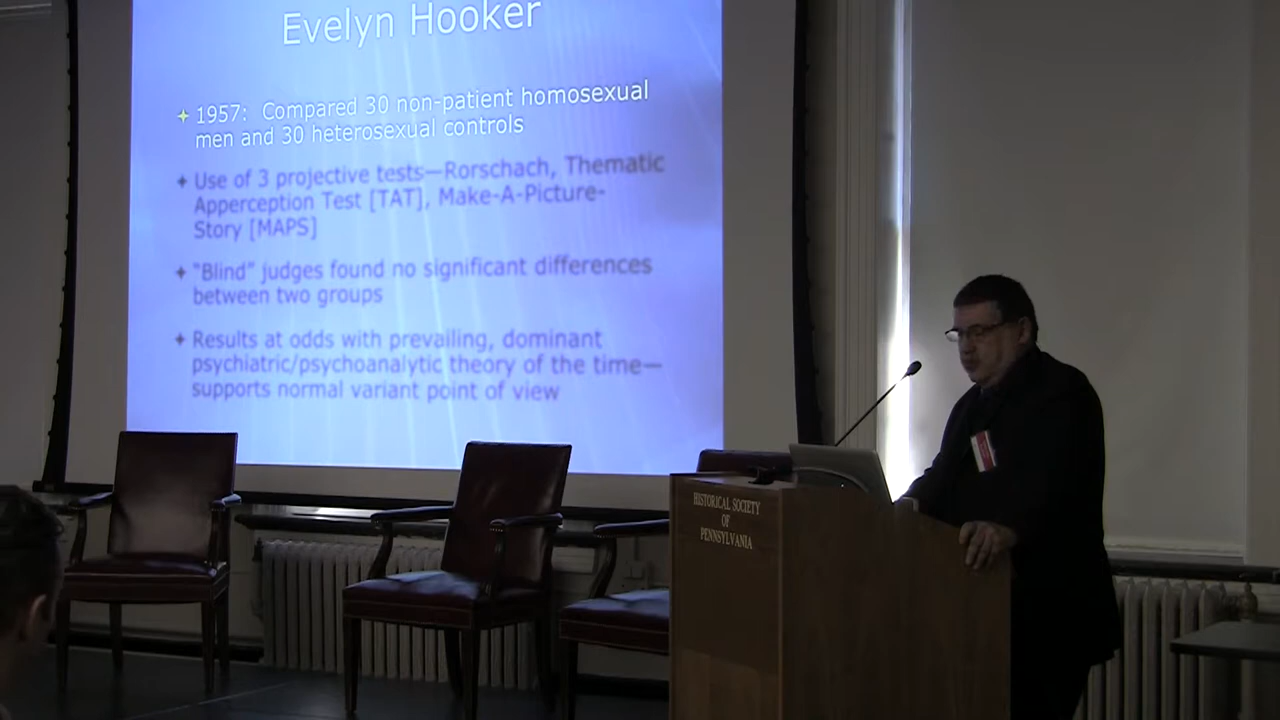 Evelyn Hooker
1957: Compared 30 non-patient homosexual
men and 30 heterosexual controls
Use of 3 projective tests—Rorschach, Thematic
Apperception Test [TAT], Make-A-Picture-
Story [MAPS]
"Blind" judges found no significant differences
between two groups
Results at odds with prevailing, dominant
psychiatric/psychoanalytic theory of the time—
supports normal variant point of view
HISTORICAL SOCIETY
OF
PENNSYLVANIA